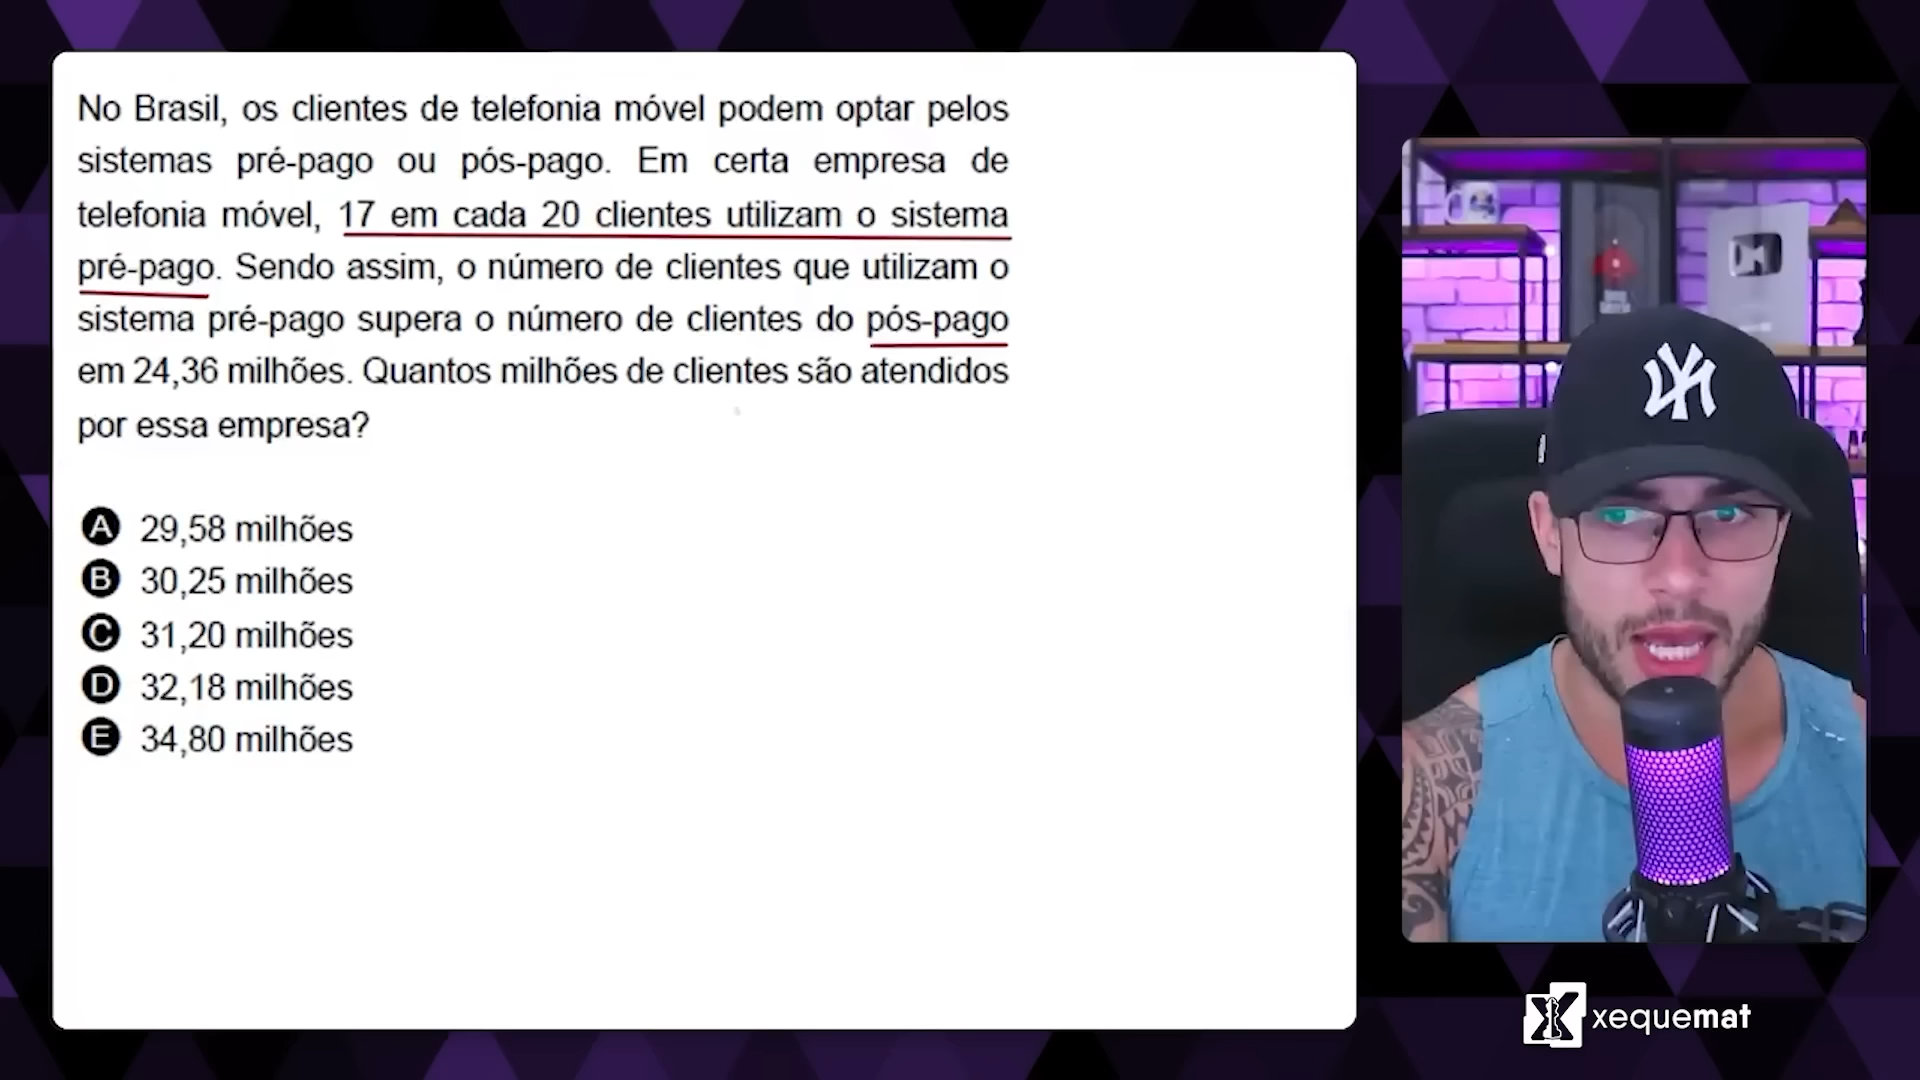 No Brasil, os clientes de telefonia móvel podem optar pelos
sistemas pré-pago ou pós-pago. Em certa empresa de
telefonia móvel, 17 em cada 20 clientes utilizam o sistema
pré-pago. Sendo assim, o número de clientes que utilizam o
sistema pré-pago supera o número de clientes do pós-pago
em 24,36 milhões. Quantos milhões de clientes são atendidos
por essa empresa?
A 29,58 milhões
B 30,25 milhões
C 31,20 milhões
D 32,18 milhões
E 34,80 milhões
NY
xequemat